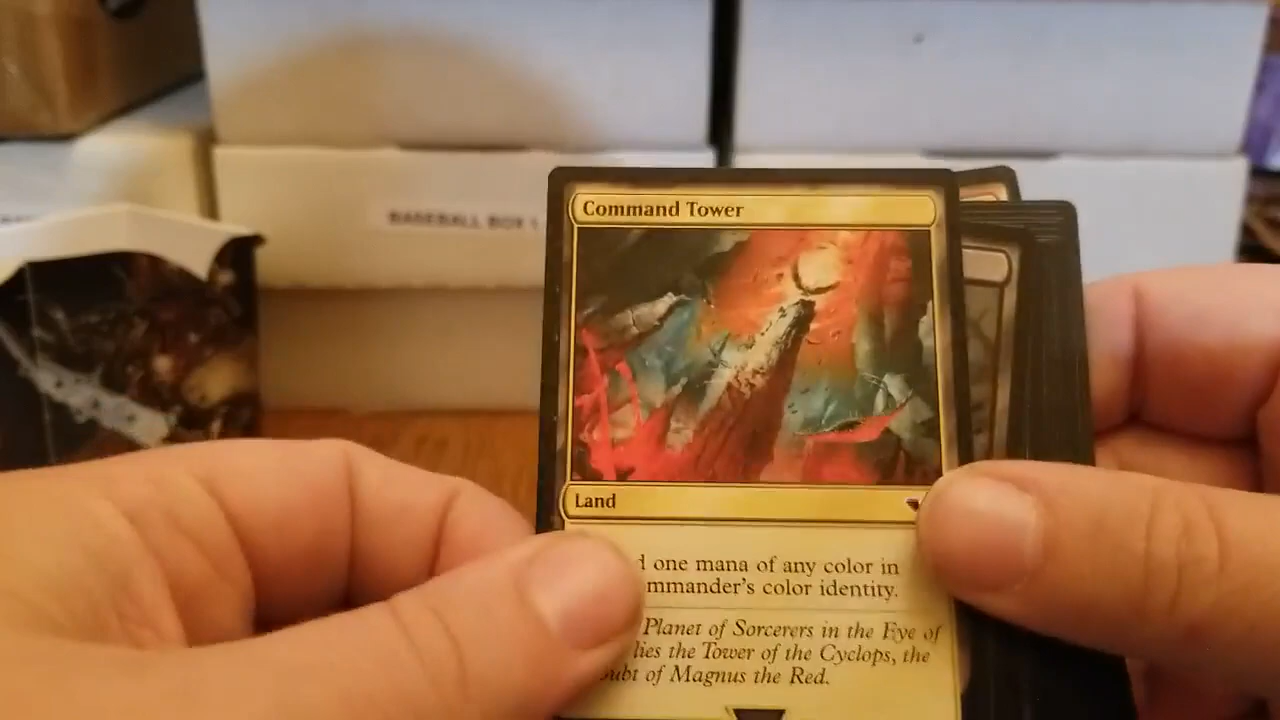 BASEBALL BOX 1
Command Tower
Land
one mana of any color in
mmander's color identity.
Planet of Sorcerers in the Eye of
lies the Tower of the Cyclops, the
of Magnus the Red.